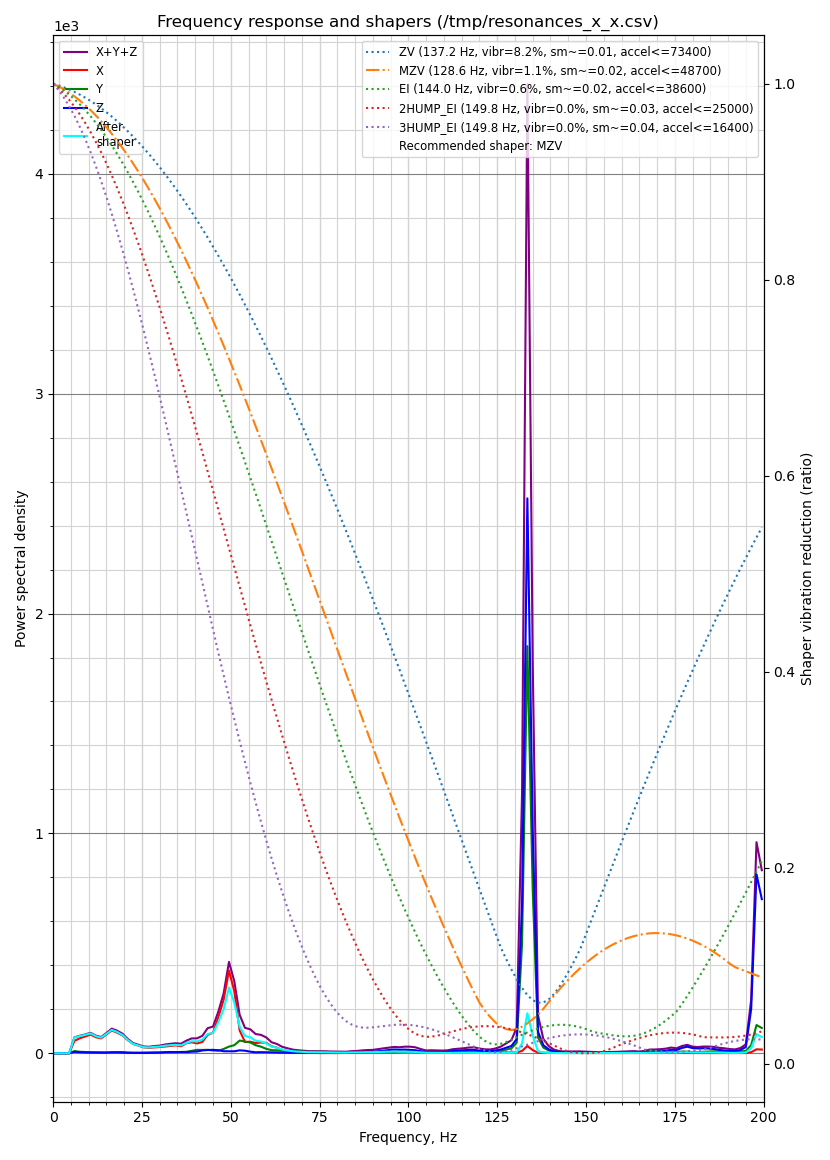 Frequency response and shapers (/tmp/resonances_x_x.csv)
1e3
X+Y+Z
X
Y
Z
After
shaper
ZV (137.2 Hz, vibr=8.2%, sm~=0.01, accel<=73400)
MZV (128.6 Hz, vibr=1.1%, sm~=0.02, accel<=48700)
EI (144.0 Hz, vibr=0.6%, sm~=0.02, accel<=38600)
2HUMP_EI (149.8 Hz, vibr=0.0%, sm~=0.03, accel<=25000)
3HUMP_EI (149.8 Hz, vibr=0.0%, sm~=0.04, accel<=16400)
Recommended shaper: MZV
Power spectral density
4
3
2
1
0
1.0
0.8
0.6
0.4
0.2
0.0
Shaper vibration reduction (ratio)
0 25 50 75 100 125 150 175 200
Frequency, Hz